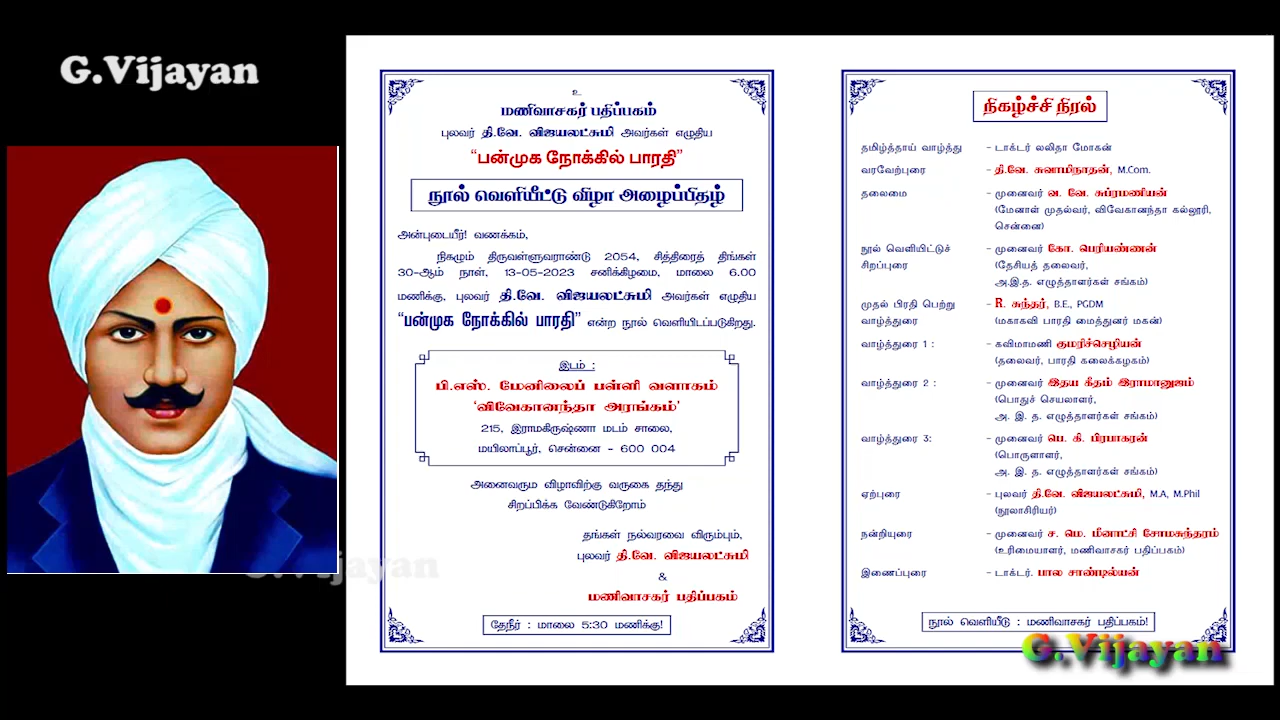 G.Vijayan
உ
மணிவாசகர் பதிப்பகம்
புலவர் தி.வே. விஜயலட்சுமி அவர்கள் எழுதிய
“பன்முக நோக்கில் பாரதி”
நூல் வெளியீட்டு விழா அழைப்பிதழ்
அன்புடையீர்! வணக்கம்,
நிகழும் திருவள்ளுவராண்டு 2054, சித்திரைத் திங்கள்
30-ஆம் நாள், 13-05-2023 சனிக்கிழமை, மாலை 6.00
மணிக்கு, புலவர் தி.வே. விஜயலட்சுமி அவர்கள் எழுதிய
“பன்முக நோக்கில் பாரதி” என்ற நூல் வெளியிடப்படுகிறது.
இடம் :
பி.எஸ். மேனிலைப் பள்ளி வளாகம்
‘விவேகானந்தா அரங்கம்’
215, இராமகிருஷ்ணா மடம் சாலை,
மயிலாப்பூர், சென்னை - 600 004
அனைவரும விழாவிற்கு வருகை தந்து
சிறப்பிக்க வேண்டுகிறோம்
தங்கள் நல்வரவை விரும்பும்,
புலவர் தி.வே. விஜயலட்சுமி
&
மணிவாசகர் பதிப்பகம்
தேநீர் : மாலை 5:30 மணிக்கு!
நிகழ்ச்சி நிரல்
தமிழ்த்தாய் வாழ்த்து - டாக்டர் லலிதா மோகன்
வரவேற்புரை - தி.வே. சுவாமிநாதன், M.Com.
தலைமை - முனைவர் வ. வே. சுப்ரமணியன்
(மேனாள் முதல்வர், விவேகானந்தா கல்லூரி,
சென்னை)
நூல் வெளியிட்டுச் - முனைவர் கோ. பெரியண்ணன்
சிறப்புரை (தேசியத் தலைவர்,
அ.இ.த. எழுத்தாளர்கள் சங்கம்)
முதல் பிரதி பெற்று - R. சுந்தர், B.E., PGDM
வாழ்த்துரை (மகாகவி பாரதி மைத்துனர் மகன்)
வாழ்த்துரை 1 : - கவிமாமணி குமரிச்செழியன்
(தலைவர், பாரதி கலைக்கழகம்)
வாழ்த்துரை 2 : - முனைவர் இதய கீதம் இராமானுஜம்
(பொதுச் செயலாளர்,
அ. இ. த. எழுத்தாளர்கள் சங்கம்)
வாழ்த்துரை 3: - முனைவர் பெ. கி. பிரபாகரன்
(பொருளாளர்,
அ. இ. த. எழுத்தாளர்கள் சங்கம்)
ஏற்புரை - புலவர் தி.வே. விஜயலட்சுமி, M.A, M.Phil
(நூலாசிரியர்)
நன்றியுரை - முனைவர் ச. மெ. மீனாட்சி சோமசுந்தரம்
(உரிமையாளர், மணிவாசகர் பதிப்பகம்)
இணைப்புரை - டாக்டர். பால சாண்டில்யன்
நூல் வெளியீடு : மணிவாசகர் பதிப்பகம்!
G.Vijayan
G.Vijayan